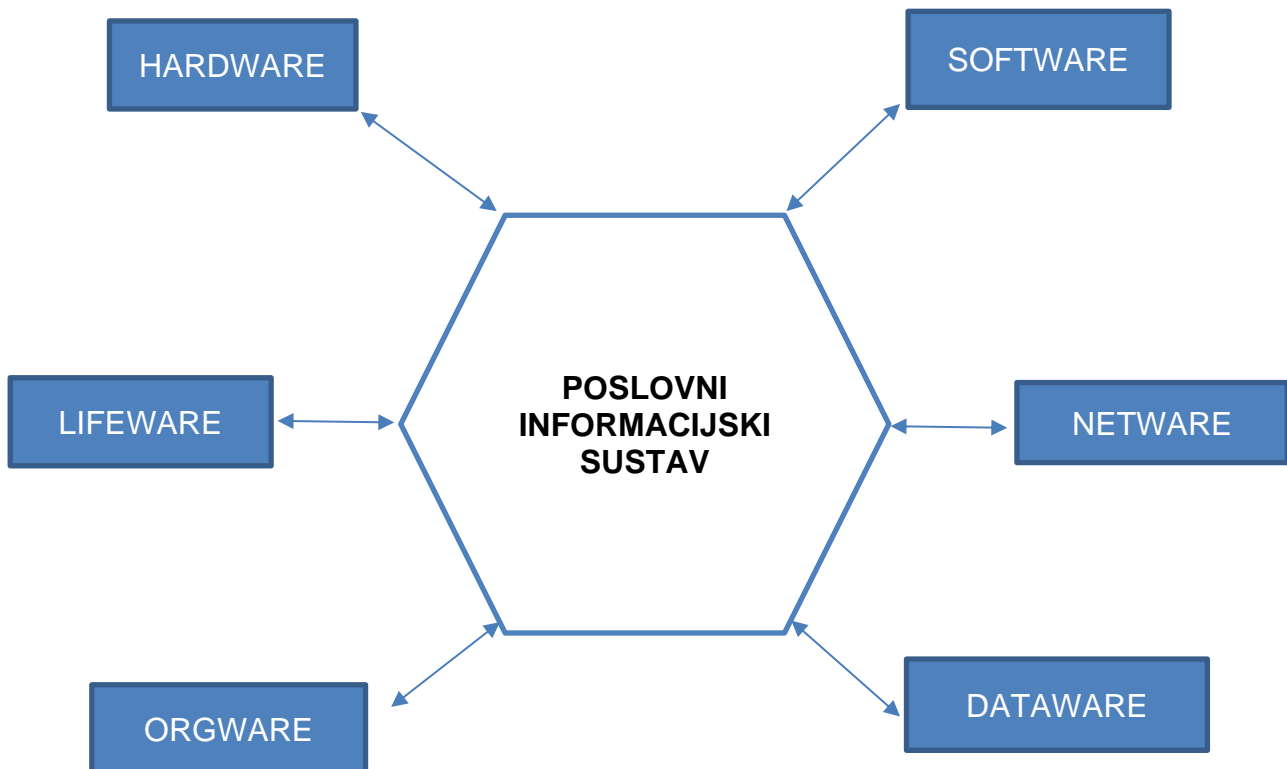 HARDWARE
SOFTWARE
LIFEWARE
POSLOVNI
INFORMACIJSKI
SUSTAV
NETWARE
ORGWARE
DATAWARE